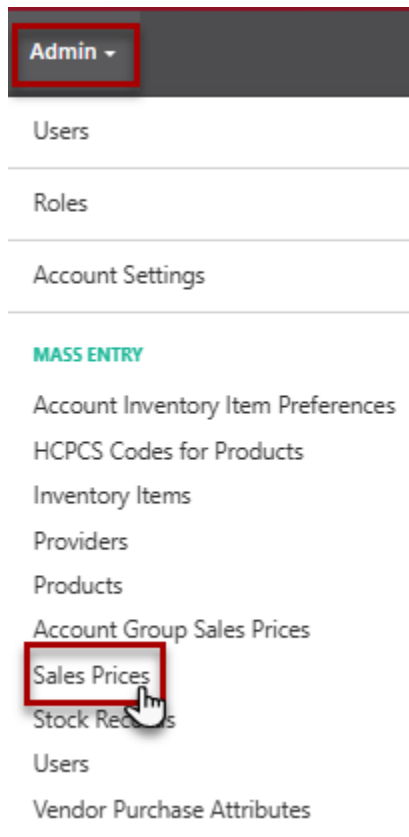 Admin
Users
Roles
Account Settings
MASS ENTRY
Account Inventory Item Preferences
HCPCS Codes for Products
Inventory Items
Providers
Products
Account Group Sales Prices
Sales Prices
Stock Records
Users
Vendor Purchase Attributes